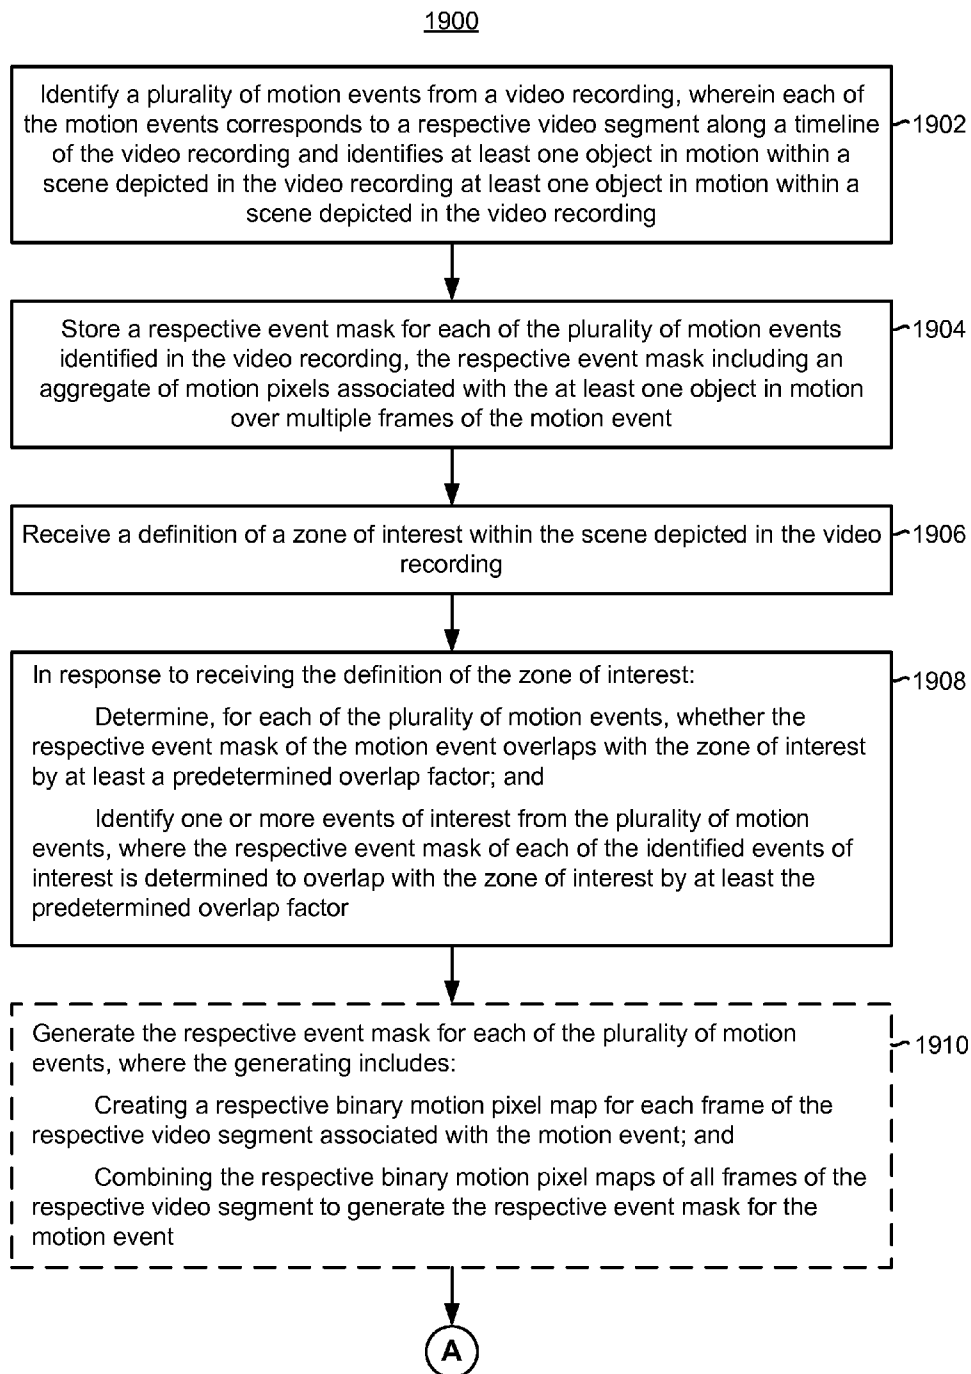 1900
Identify a plurality of motion events from a video recording, wherein each of
the motion events corresponds to a respective video segment along a timeline
of the video recording and identifies at least one object in motion within a
scene depicted in the video recording at least one object in motion within a
scene depicted in the video recording
1902
Store a respective event mask for each of the plurality of motion events
identified in the video recording, the respective event mask including an
aggregate of motion pixels associated with the at least one object in motion
over multiple frames of the motion event
1904
Receive a definition of a zone of interest within the scene depicted in the video
recording
1906
In response to receiving the definition of the zone of interest:
Determine, for each of the plurality of motion events, whether the
respective event mask of the motion event overlaps with the zone of interest
by at least a predetermined overlap factor; and
Identify one or more events of interest from the plurality of motion
events, where the respective event mask of each of the identified events of
interest is determined to overlap with the zone of interest by at least the
predetermined overlap factor
1908
Generate the respective event mask for each of the plurality of motion
events, where the generating includes:
Creating a respective binary motion pixel map for each frame of the
respective video segment associated with the motion event; and
Combining the respective binary motion pixel maps of all frames of the
respective video segment to generate the respective event mask for the
motion event
1910
A